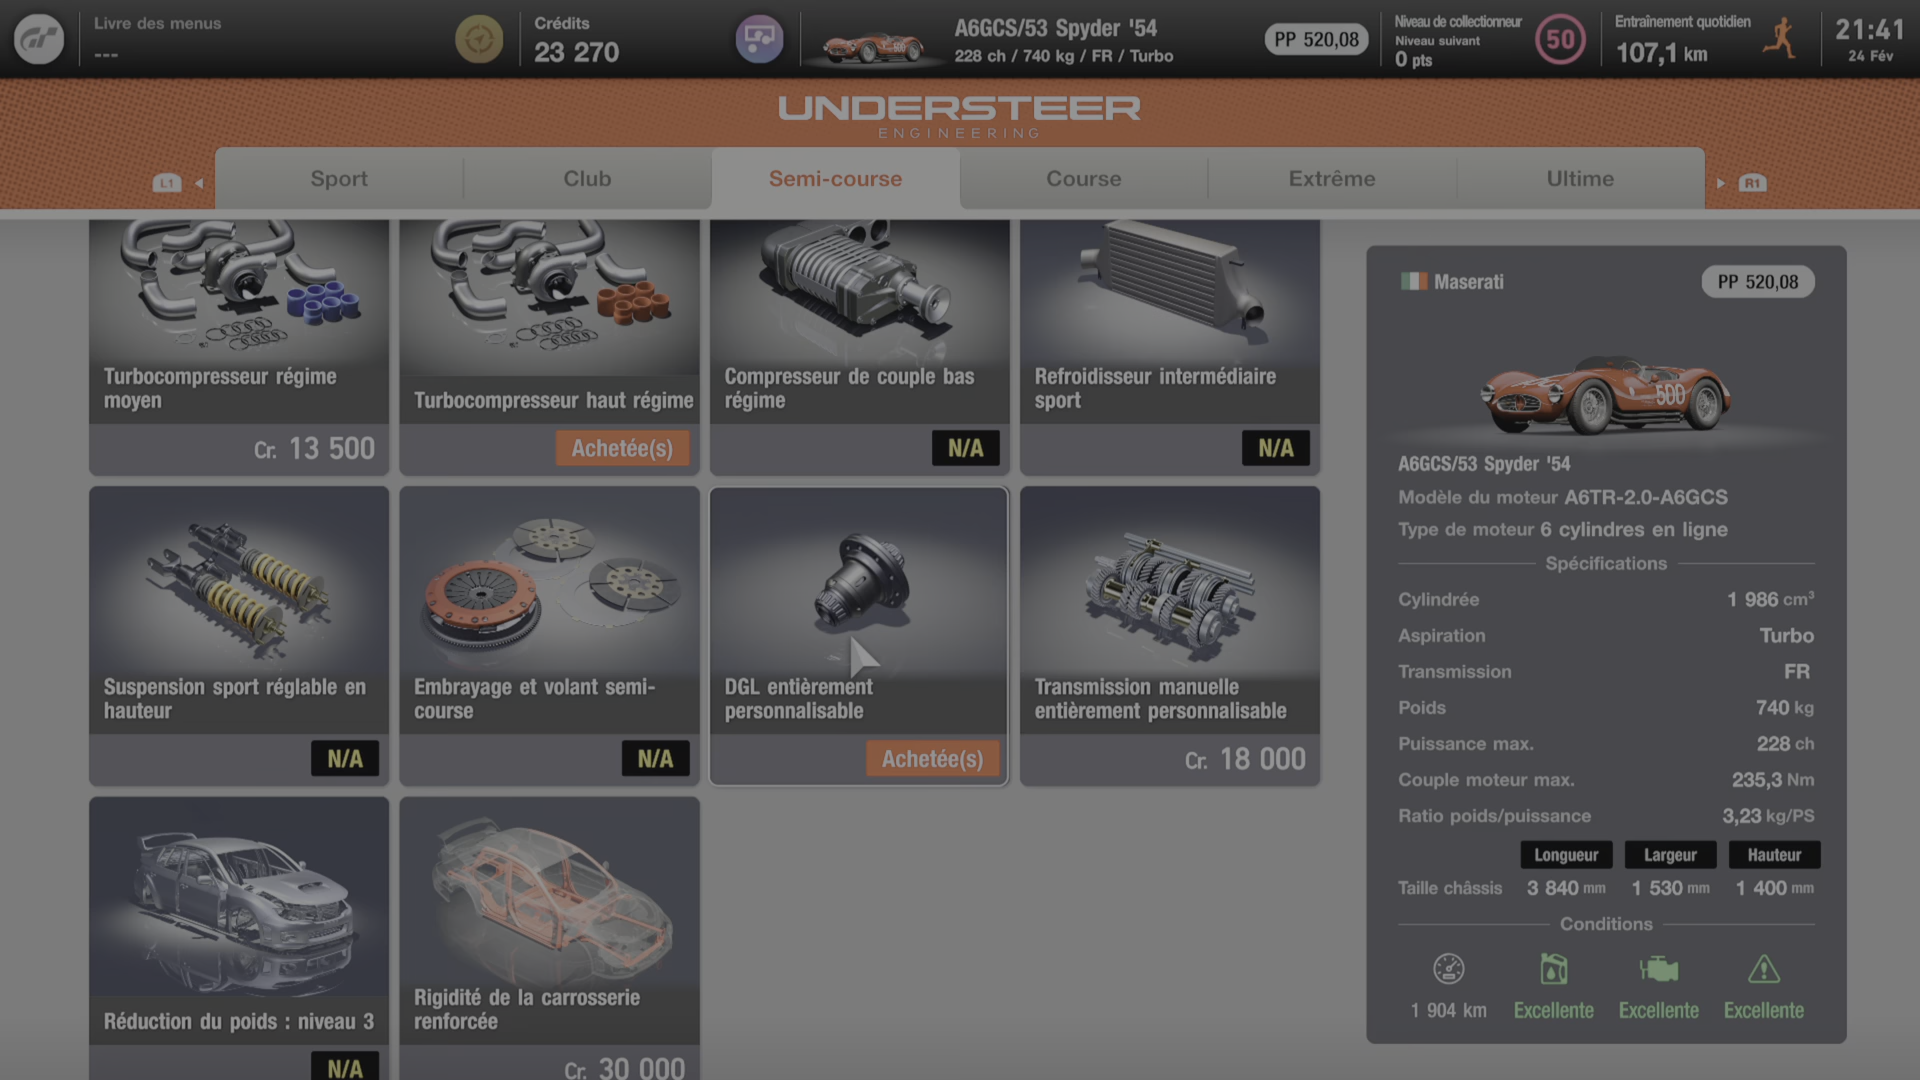 Livre des menus
---
Crédits
23 270
A6GCS/53 Spyder '54
228 ch / 740 kg / FR / Turbo
PP 520,08
Niveau de collectionneur
Niveau suivant
0 pts
50
Entraînement quotidien
107,1 km
21:41
24 Fév
UNDERSTEER
ENGINEERING
L1
Sport
Club
Semi-course
Course
Extrême
Ultime
R1
Turbocompresseur régime
moyen
Cr. 13 500
Turbocompresseur haut régime
Achetée(s)
Compresseur de couple bas
régime
N/A
Refroidisseur intermédiaire
sport
N/A
Suspension sport réglable en
hauteur
N/A
Embrayage et volant semi-
course
N/A
DGL entièrement
personnalisable
Achetée(s)
Transmission manuelle
entièrement personnalisable
Cr. 18 000
Réduction du poids : niveau 3
N/A
Rigidité de la carrosserie
renforcée
Cr. 30 000
Maserati
PP 520,08
500
A6GCS/53 Spyder '54
Modèle du moteur A6TR-2.0-A6GCS
Type de moteur 6 cylindres en ligne
Spécifications
Cylindrée 1 986 cm³
Aspiration Turbo
Transmission FR
Poids 740 kg
Puissance max. 228 ch
Couple moteur max. 235,3 Nm
Ratio poids/puissance 3,23 kg/PS
Longueur Largeur Hauteur
Taille châssis 3 840 mm 1 530 mm 1 400 mm
Conditions
1 904 km Excellente Excellente Excellente